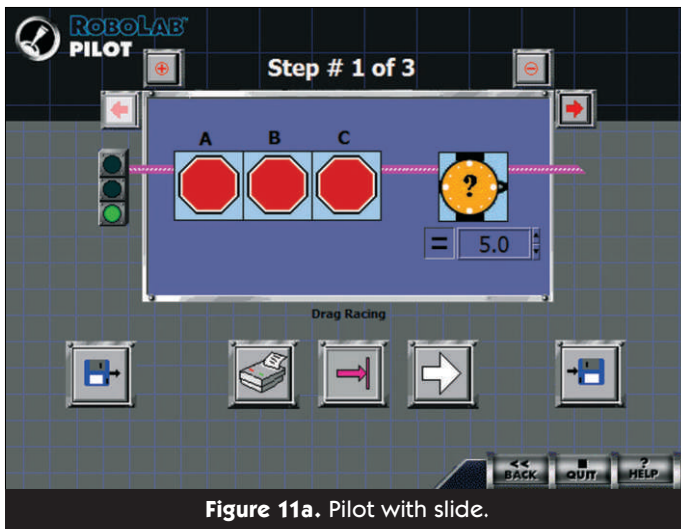 ROBOLAB
PILOT
Step # 1 of 3
A B C
?
= 5.0
Drag Racing
<< BACK
QUIT
? HELP
Figure 11a. Pilot with slide.